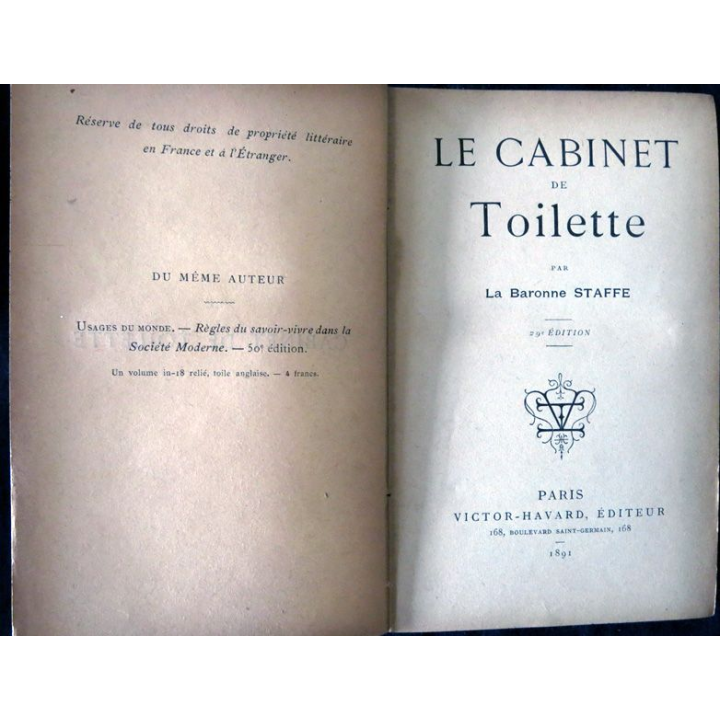 Réserve de tous droits de propriété littéraire
en France et à l'Étranger.
DU MÊME AUTEUR
USAGES DU MONDE. — Règles du savoir-vivre dans la
Société Moderne. — 50e édition.
Un volume in-18 relié, toile anglaise. — 4 francs.
LE CABINET
DE
Toilette
PAR
La Baronne STAFFE
29e ÉDITION
PARIS
VICTOR-HAVARD, ÉDITEUR
168, BOULEVARD SAINT-GERMAIN, 168
1891